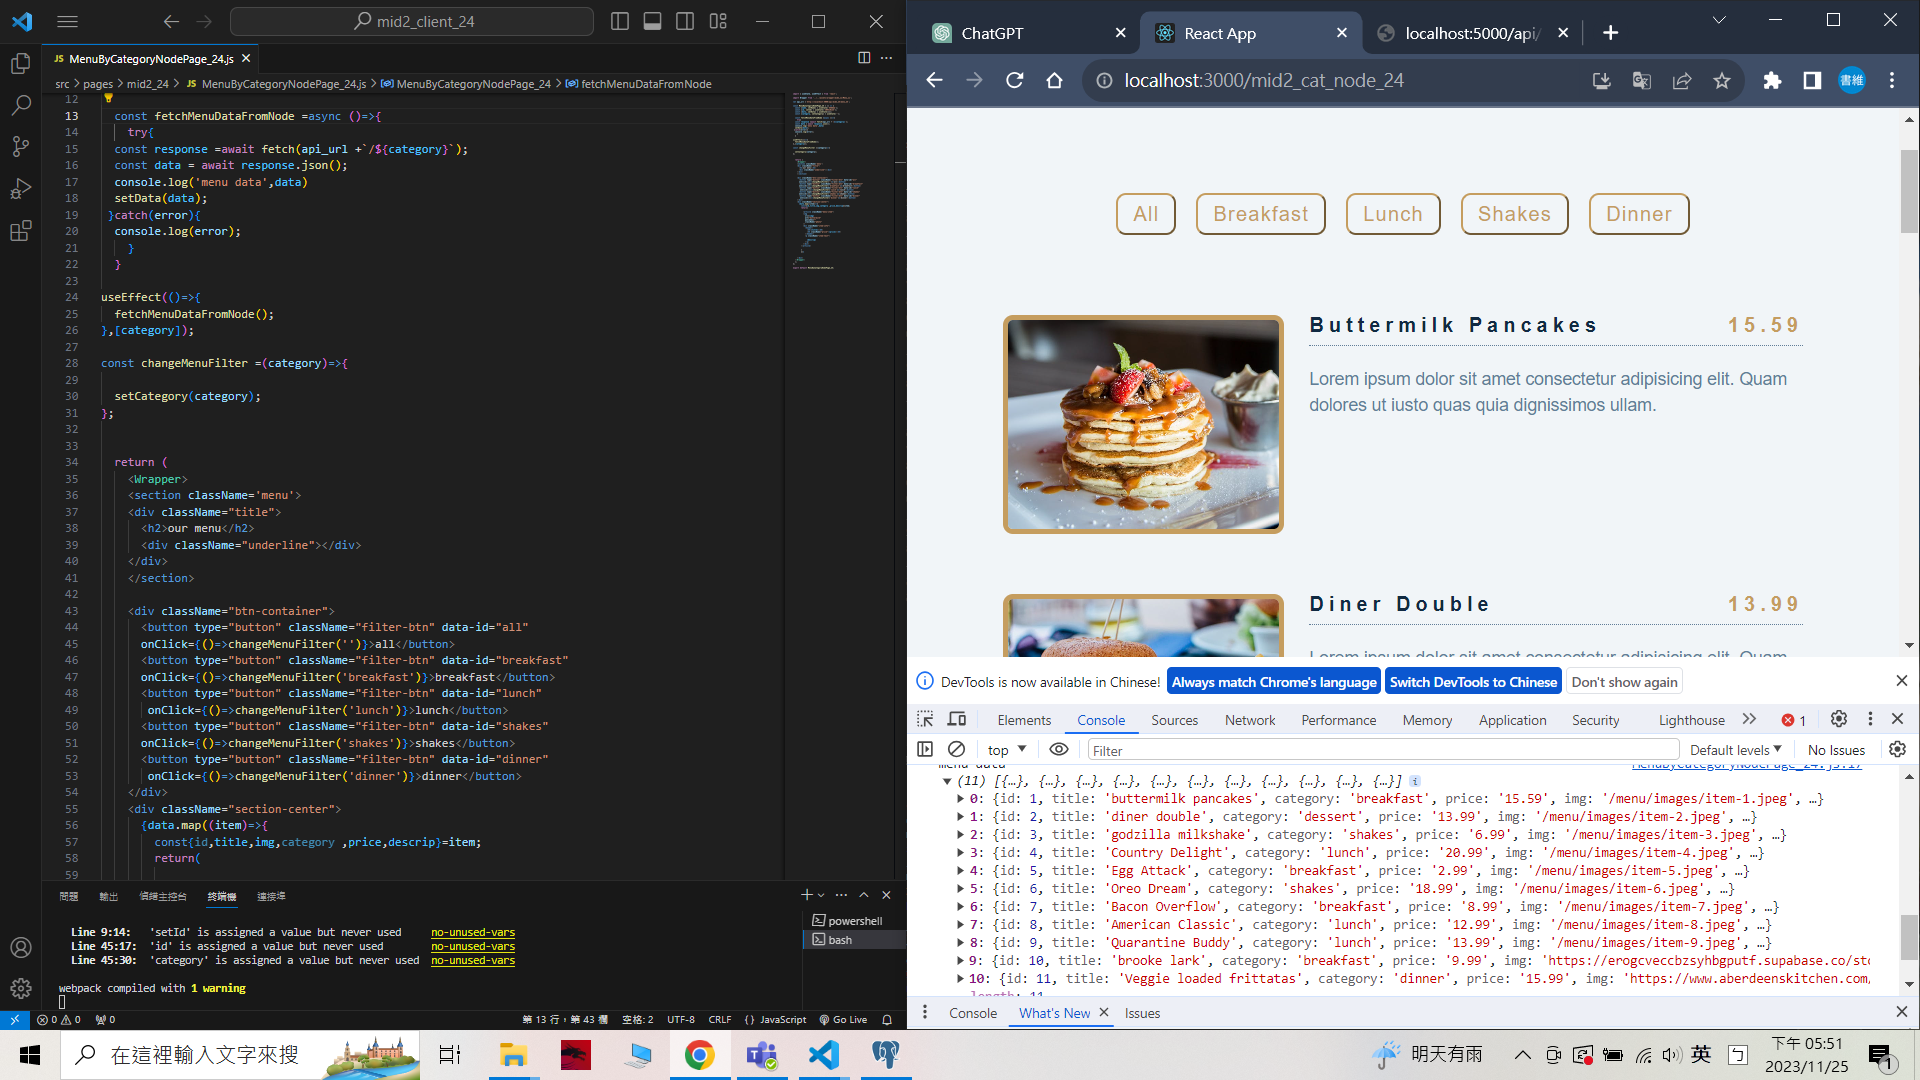 mid2_client_24
JS MenuByCategoryNodePage_24.js
src > pages > mid2_24 > JS MenuByCategoryNodePage_24.js > MenuByCategoryNodePage_24 > fetchMenuDataFromNode
12
13 const fetchMenuDataFromNode =async ()=>{
14 try{
15 const response =await fetch(api_url +`/${category}`);
16 const data = await response.json();
17 console.log('menu data',data)
18 setData(data);
19 }catch(error){
20 console.log(error);
21 }
22 }
23
24 useEffect(()=>{
25 fetchMenuDataFromNode();
26 },[category]);
27
28 const changeMenuFilter =(category)=>{
29
30 setCategory(category);
31 };
32
33
34 return (
35 <Wrapper>
36 <section className='menu'>
37 <div className="title">
38 <h2>our menu</h2>
39 <div className="underline"></div>
40 </div>
41 </section>
42
43 <div className="btn-container">
44 <button type="button" className="filter-btn" data-id="all"
45 onClick={()=>changeMenuFilter('')}>all</button>
46 <button type="button" className="filter-btn" data-id="breakfast"
47 onClick={()=>changeMenuFilter('breakfast')}>breakfast</button>
48 <button type="button" className="filter-btn" data-id="lunch"
49 onClick={()=>changeMenuFilter('lunch')}>lunch</button>
50 <button type="button" className="filter-btn" data-id="shakes"
51 onClick={()=>changeMenuFilter('shakes')}>shakes</button>
52 <button type="button" className="filter-btn" data-id="dinner"
53 onClick={()=>changeMenuFilter('dinner')}>dinner</button>
54 </div>
55 <div className="section-center">
56 {data.map((item)=>{
57 const{id,title,img,category ,price,descrip}=item;
58 return(
59
問題 輸出 偵錯主控台 終端機 連接埠
Line 9:14: 'setId' is assigned a value but never used no-unused-vars
Line 45:17: 'id' is assigned a value but never used no-unused-vars
Line 45:30: 'category' is assigned a value but never used no-unused-vars
webpack compiled with 1 warning
powershell
bash
0 0 0 第 13 行，第 43 欄 空格: 2 UTF-8 CRLF {} JavaScript Go Live
ChatGPT React App localhost:5000/api/
localhost:3000/mid2_cat_node_24 書維
All Breakfast Lunch Shakes Dinner
Buttermilk Pancakes 15.59
Lorem ipsum dolor sit amet consectetur adipisicing elit. Quam
dolores ut iusto quas quia dignissimos ullam.
Diner Double 13.99
Lorem ipsum dolor sit amet consectetur adipisicing elit. Quam
DevTools is now available in Chinese! Always match Chrome's language Switch DevTools to Chinese Don't show again
Elements Console Sources Network Performance Memory Application Security Lighthouse 1
top Filter Default levels No Issues
menu data MenuByCategoryNodePage_24.js:17
(11) [{…}, {…}, {…}, {…}, {…}, {…}, {…}, {…}, {…}, {…}, {…}]
0: {id: 1, title: 'buttermilk pancakes', category: 'breakfast', price: '15.59', img: '/menu/images/item-1.jpeg', …}
1: {id: 2, title: 'diner double', category: 'dessert', price: '13.99', img: '/menu/images/item-2.jpeg', …}
2: {id: 3, title: 'godzilla milkshake', category: 'shakes', price: '6.99', img: '/menu/images/item-3.jpeg', …}
3: {id: 4, title: 'Country Delight', category: 'lunch', price: '20.99', img: '/menu/images/item-4.jpeg', …}
4: {id: 5, title: 'Egg Attack', category: 'breakfast', price: '2.99', img: '/menu/images/item-5.jpeg', …}
5: {id: 6, title: 'Oreo Dream', category: 'shakes', price: '18.99', img: '/menu/images/item-6.jpeg', …}
6: {id: 7, title: 'Bacon Overflow', category: 'breakfast', price: '8.99', img: '/menu/images/item-7.jpeg', …}
7: {id: 8, title: 'American Classic', category: 'lunch', price: '12.99', img: '/menu/images/item-8.jpeg', …}
8: {id: 9, title: 'Quarantine Buddy', category: 'lunch', price: '13.99', img: '/menu/images/item-9.jpeg', …}
9: {id: 10, title: 'brooke lark', category: 'breakfast', price: '9.99', img: 'https://erogcveccbzsyhbgputf.supabase.co/sto
10: {id: 11, title: 'Veggie loaded frittatas', category: 'dinner', price: '15.99', img: 'https://www.aberdeenskitchen.com,
length: 11
Console What's New Issues
在這裡輸入文字來搜
明天有雨 英 下午 05:51
2023/11/25 1